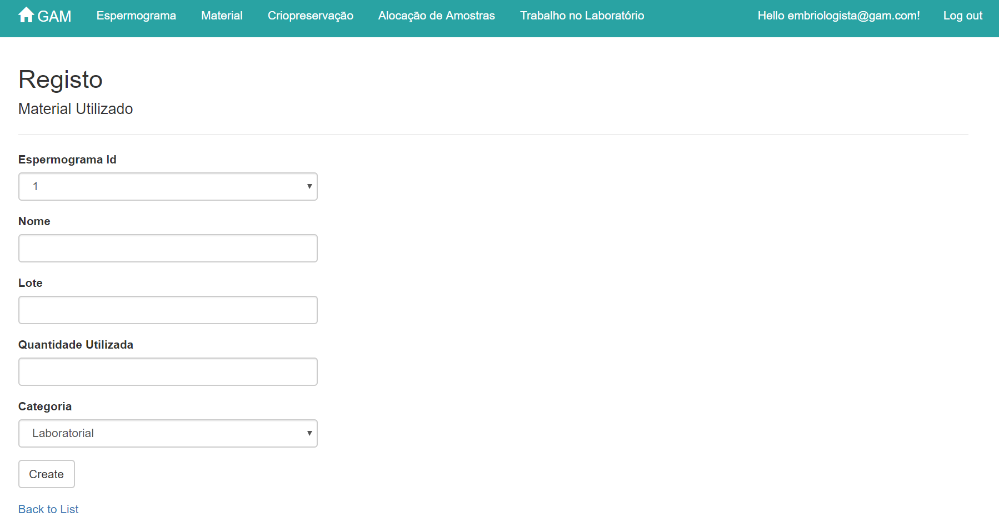 GAM Espermograma Material Criopreservação Alocação de Amostras Trabalho no Laboratório Hello embriologista@gam.com! Log out
Registo
Material Utilizado
Espermograma Id
1
Nome
Lote
Quantidade Utilizada
Categoria
Laboratorial
Create
Back to List